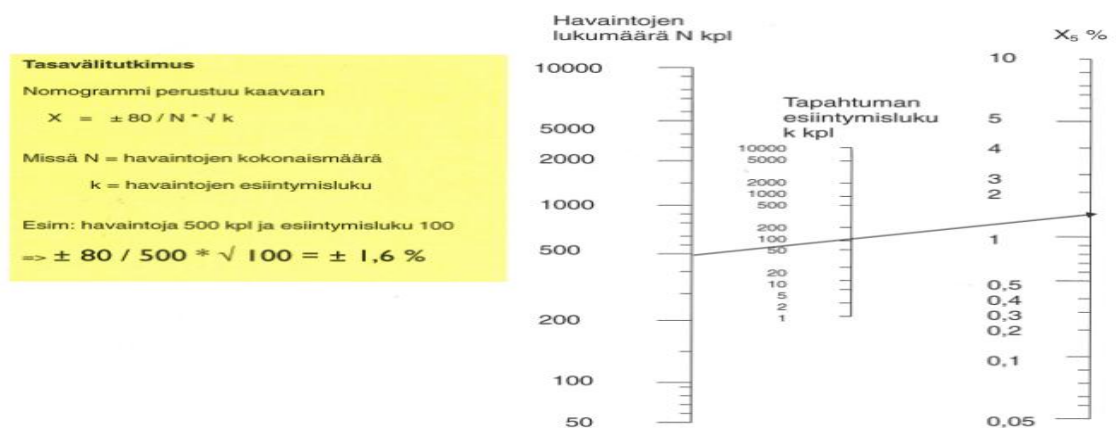 Tasavälitutkimus
Nomogrammi perustuu kaavaan
X = ± 80 / N * √ k
Missä N = havaintojen kokonaismäärä
k = havaintojen esiintymisluku
Esim: havaintoja 500 kpl ja esiintymisluku 100
=> ± 80 / 500 * √ 100 = ± 1,6 %
Havaintojen
lukumäärä N kpl
10000
5000
2000
1000
500
200
100
50
Tapahtuman
esiintymisluku
k kpl
10000
5000
2000
1000
500
200
100
50
20
10
5
2
1
X₅ %
10
5
4
3
2
1
0,5
0,4
0,3
0,2
0,1
0,05